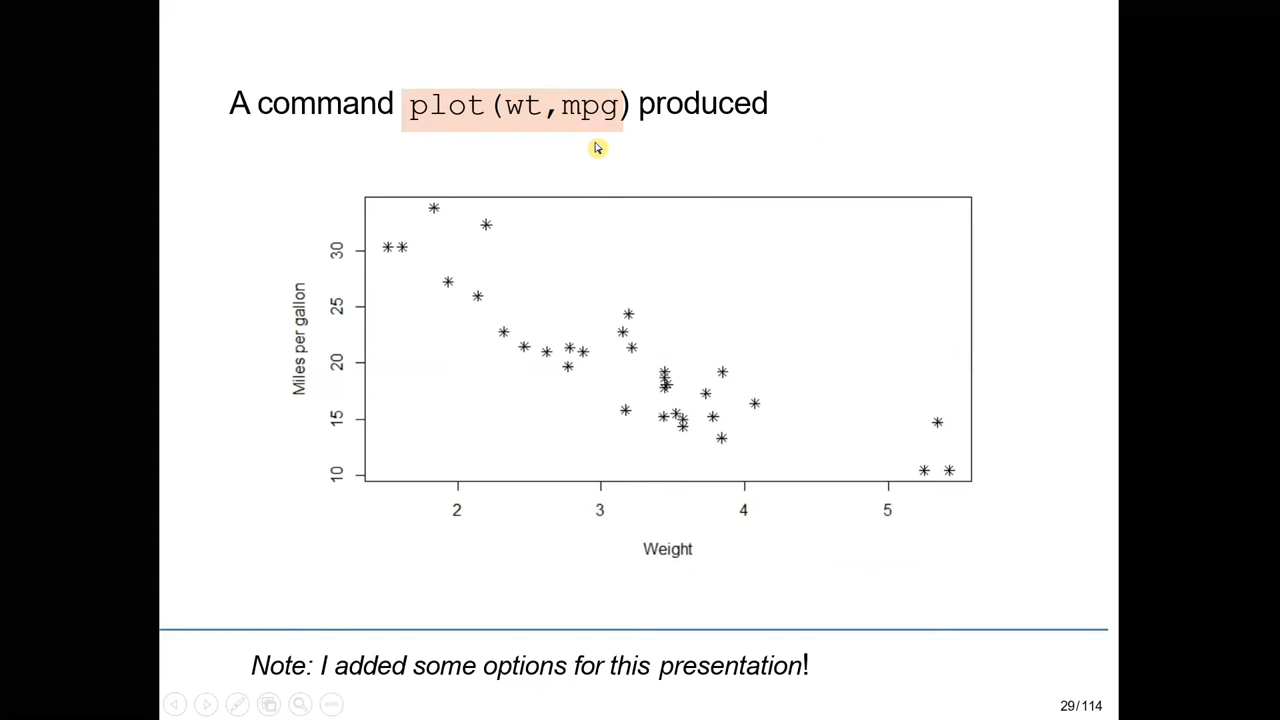 A command plot(wt,mpg) produced
30
25
20
15
10
Miles per gallon
2 3 4 5
Weight
Note: I added some options for this presentation!
29/114